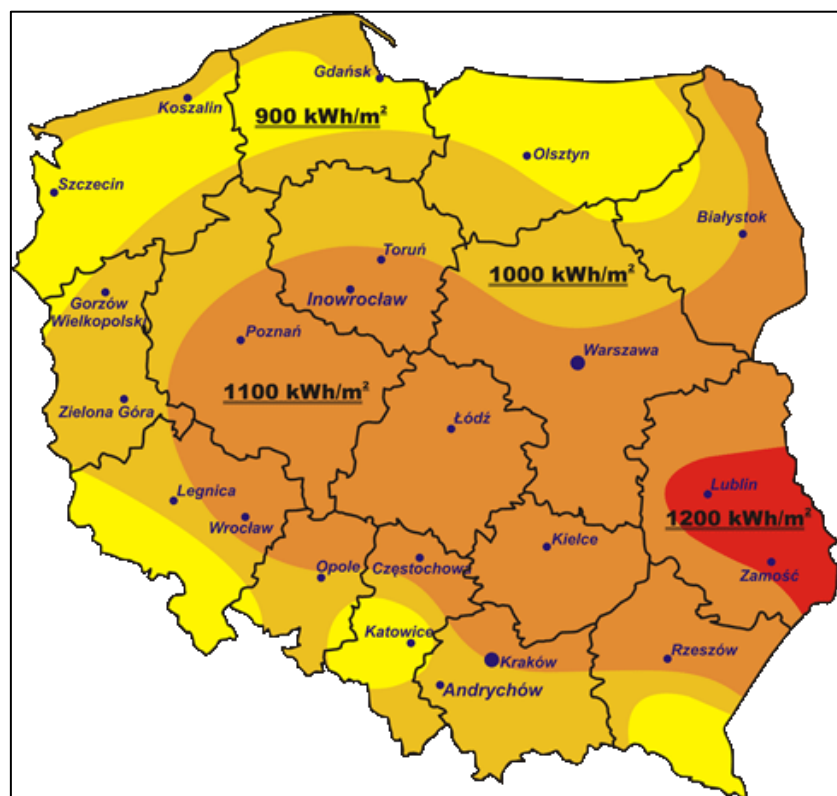 Gdańsk
Koszalin
900 kWh/m²
Olsztyn
Szczecin
Białystok
Toruń
1000 kWh/m²
Inowrocław
Gorzów
Wielkopolski
Poznań
Warszawa
1100 kWh/m²
Zielona Góra
Łódź
Legnica
Lublin
Wrocław
1200 kWh/m²
Kielce
Opole
Częstochowa
Zamość
Katowice
Kraków
Rzeszów
Andrychów